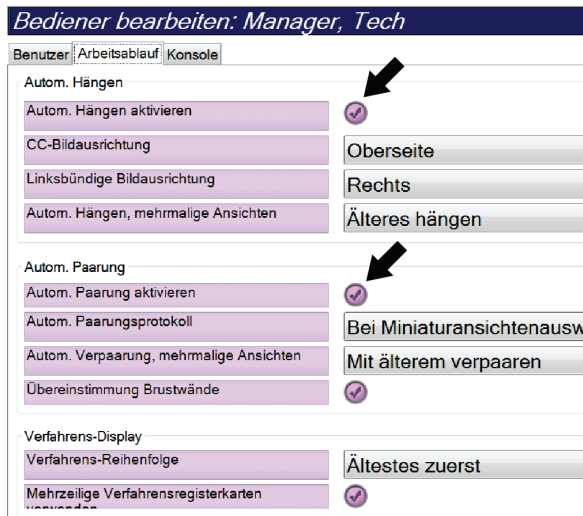 Bediener bearbeiten: Manager, Tech
Benutzer Arbeitsablauf Konsole
Autom. Hängen
Autom. Hängen aktivieren
CC-Bildausrichtung Oberseite
Linksbündige Bildausrichtung Rechts
Autom. Hängen, mehrmalige Ansichten Älteres hängen
Autom. Paarung
Autom. Paarung aktivieren
Autom. Paarungsprotokoll Bei Miniaturansichtenausw
Autom. Verpaarung, mehrmalige Ansichten Mit älterem verpaaren
Übereinstimmung Brustwände
Verfahrens-Display
Verfahrens-Reihenfolge Ältestes zuerst
Mehrzeilige Verfahrensregisterkarten
verwenden